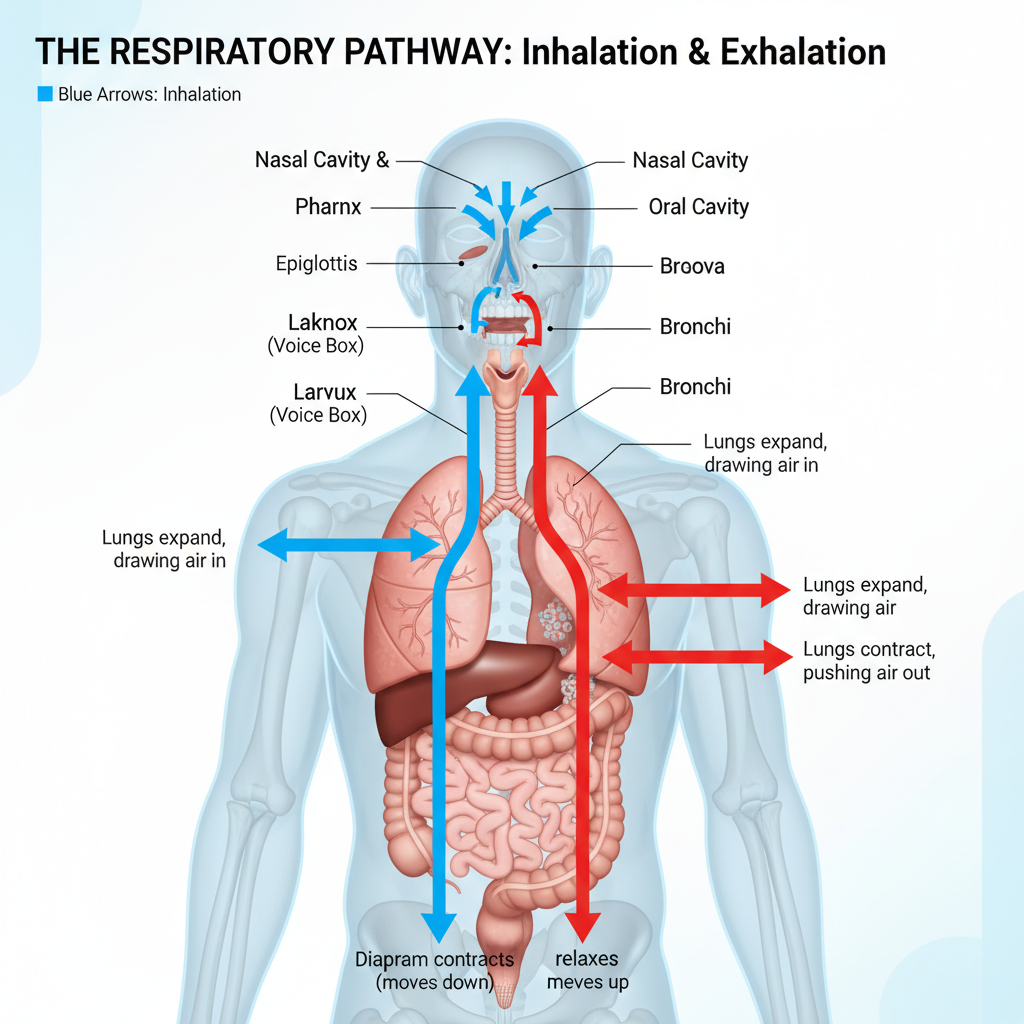 THE RESPIRATORY PATHWAY: Inhalation & Exhalation
Blue Arrows: Inhalation
Nasal Cavity &
Nasal Cavity
Pharnx
Oral Cavity
Epiglottis
Broova
Laknox
(Voice Box)
Bronchi
Larvux
(Voice Box)
Bronchi
Lungs expand,
drawing air in
Lungs expand,
drawing air in
Lungs expand,
drawing air
Lungs contract,
pushing air out
Diapram contracts
(moves down)
relaxes
meves up